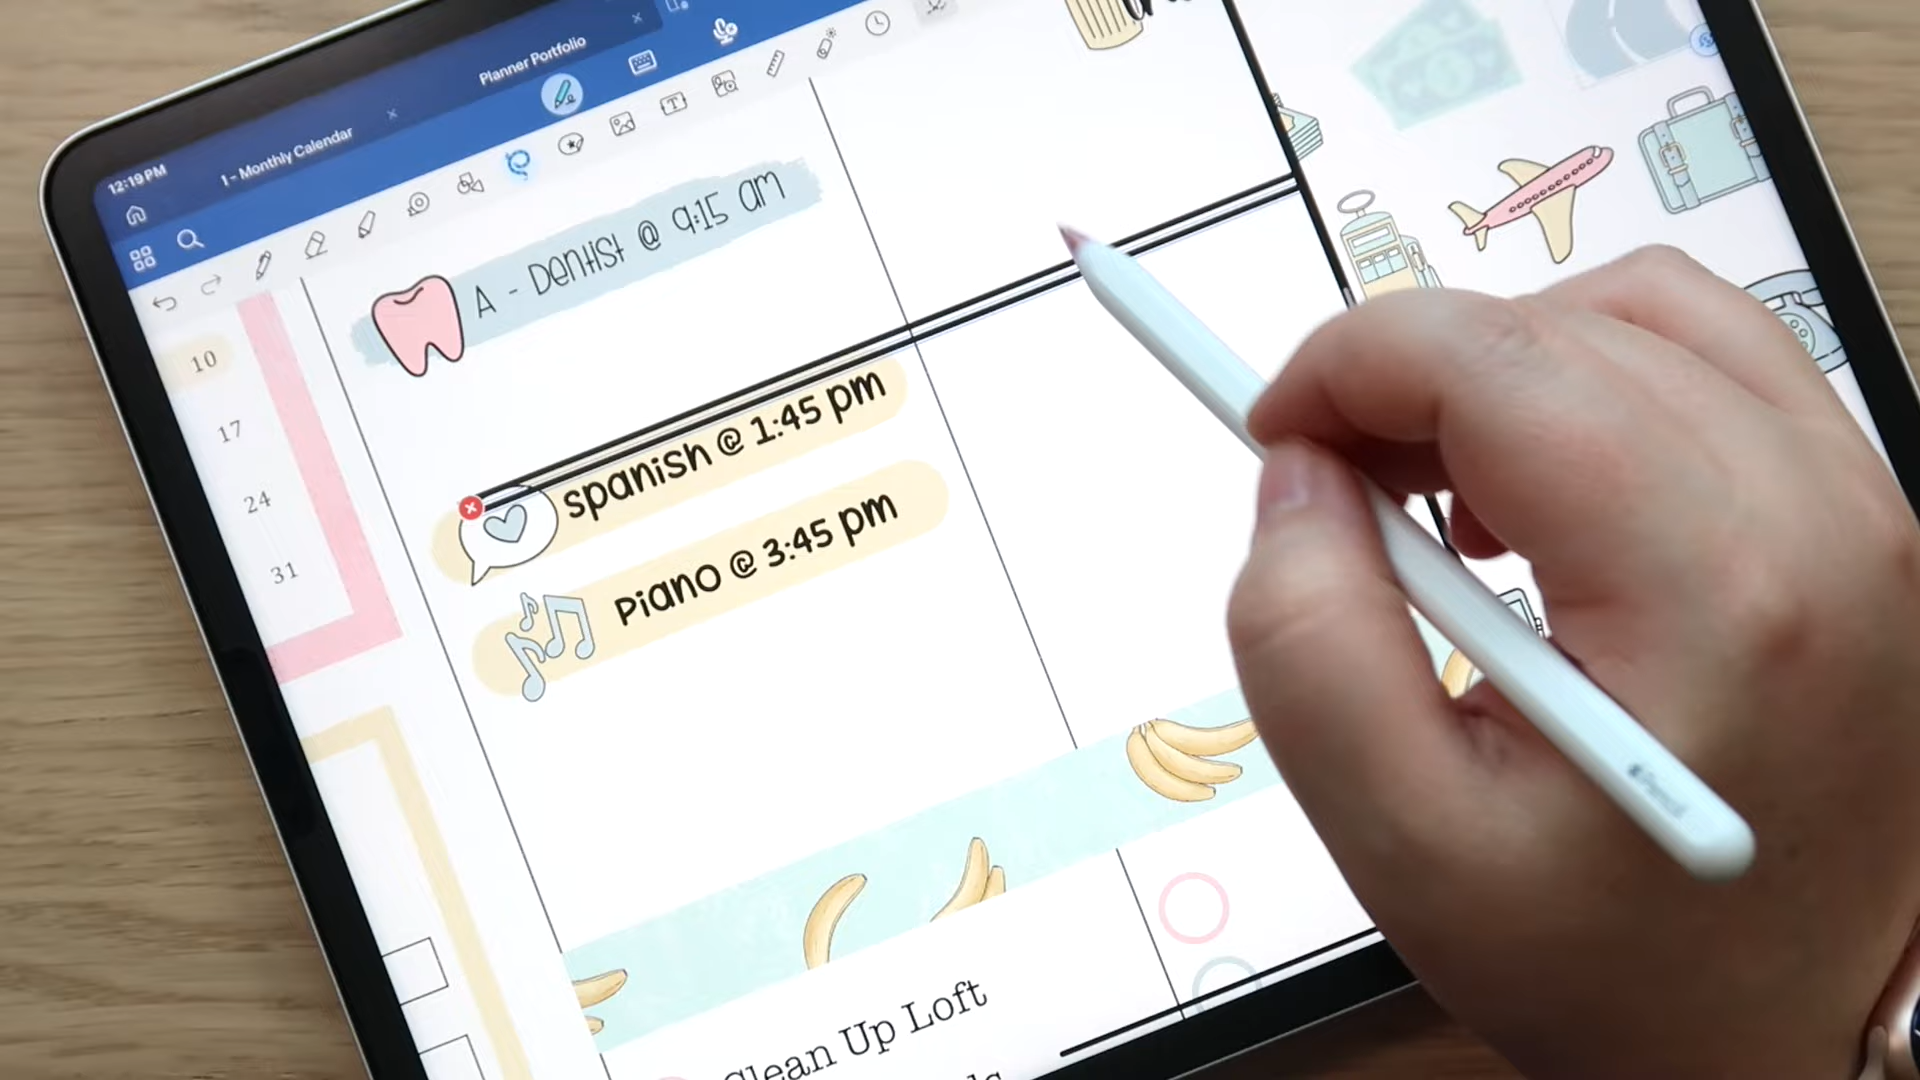 Planner Portfolio
1 - Monthly Calendar
12:19 PM
A - Dentist @ 9:15 am
10
17
24
31
spanish @ 1:45 pm
Piano @ 3:45 pm
Clean Up Loft
Pencil